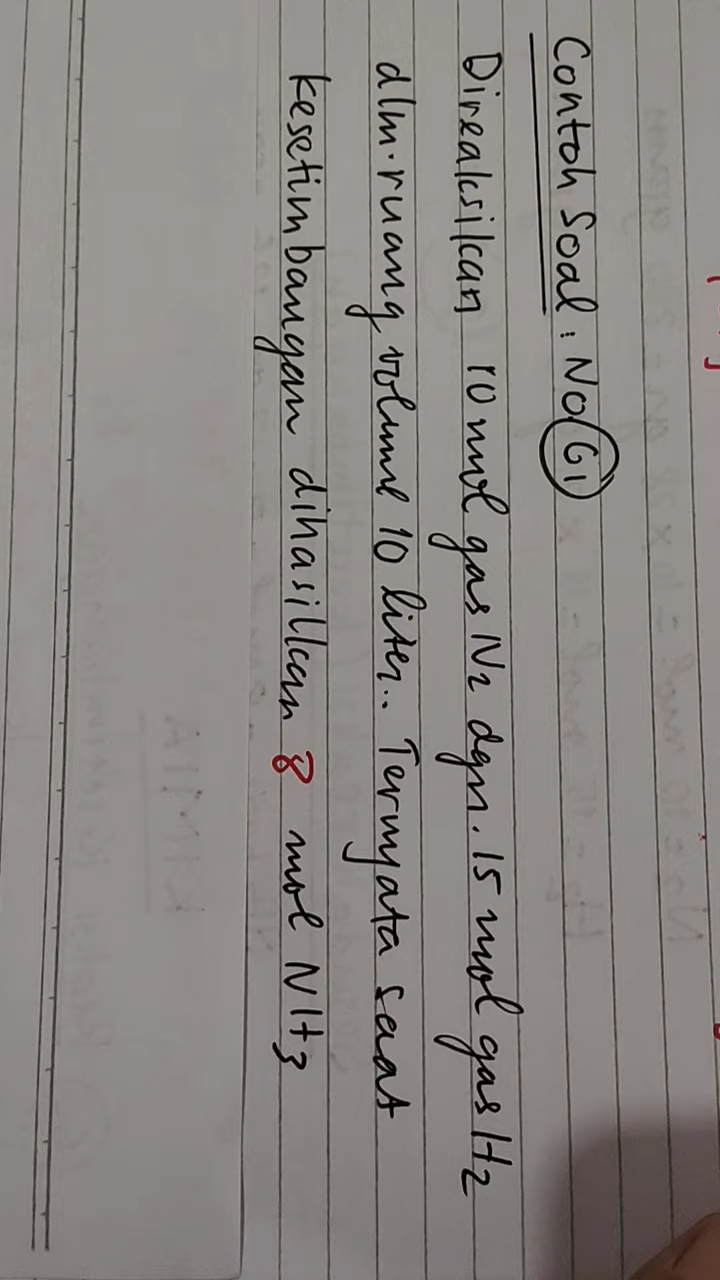 Contoh Soal : No 61
Direaksikan 10 mol gas N2 dgn. 15 mol gas H2
dlm. ruang volume 10 liter.. Ternyata saat
kesetimbangan dihasilkan 8 mol NH3